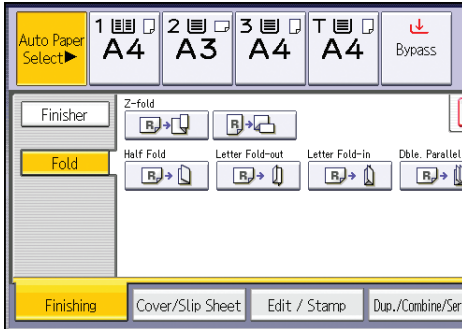 Auto Paper
Select▶
1
A4
2
A3
3
A4
T
A4
Bypass
Finisher
Z-fold
R
R
Fold
Half Fold
Letter Fold-out
Letter Fold-in
Dble. Parallel
R
R
R
R
Finishing
Cover/Slip Sheet
Edit / Stamp
Dup./Combine/Ser